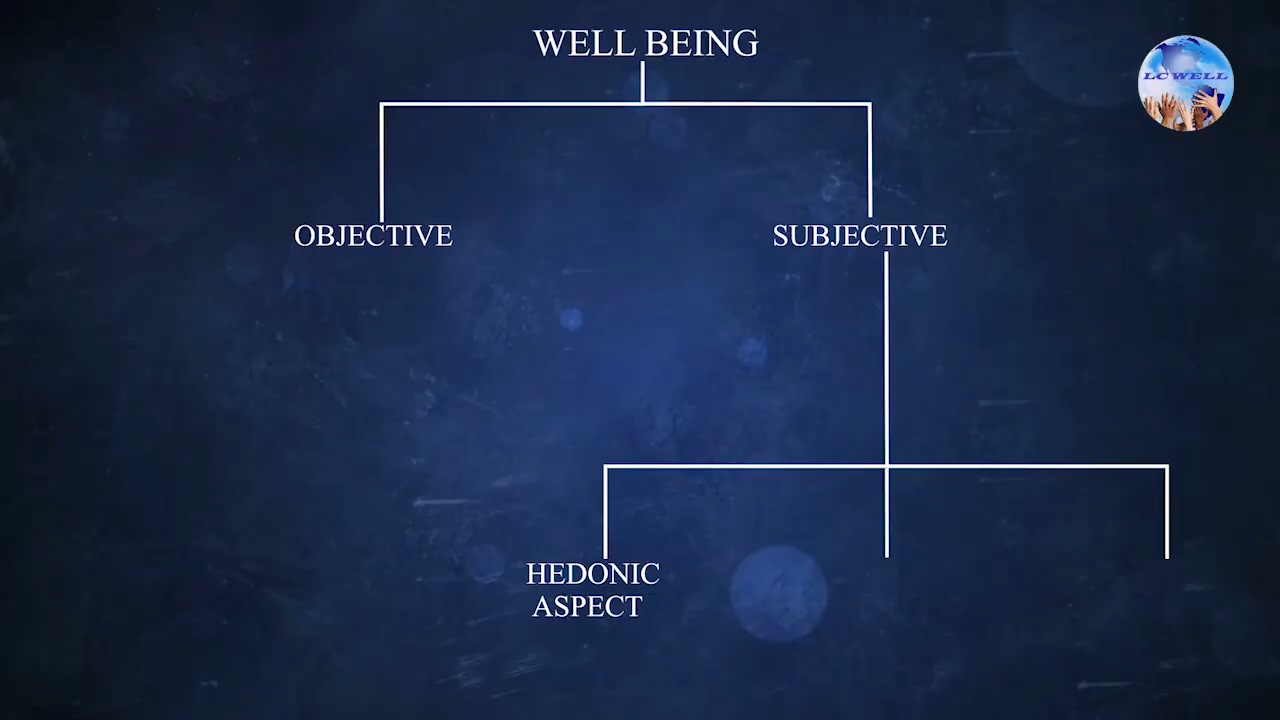 WELL BEING
LC WELL
OBJECTIVE
SUBJECTIVE
HEDONIC
ASPECT